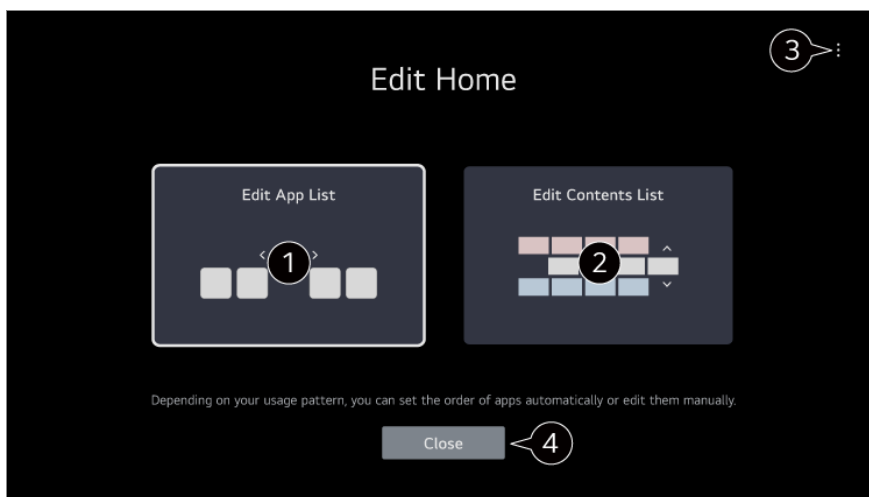 3
Edit Home
Edit App List
Edit Contents List
1
2
Depending on your usage pattern, you can set the order of apps automatically or edit them manually.
Close
4